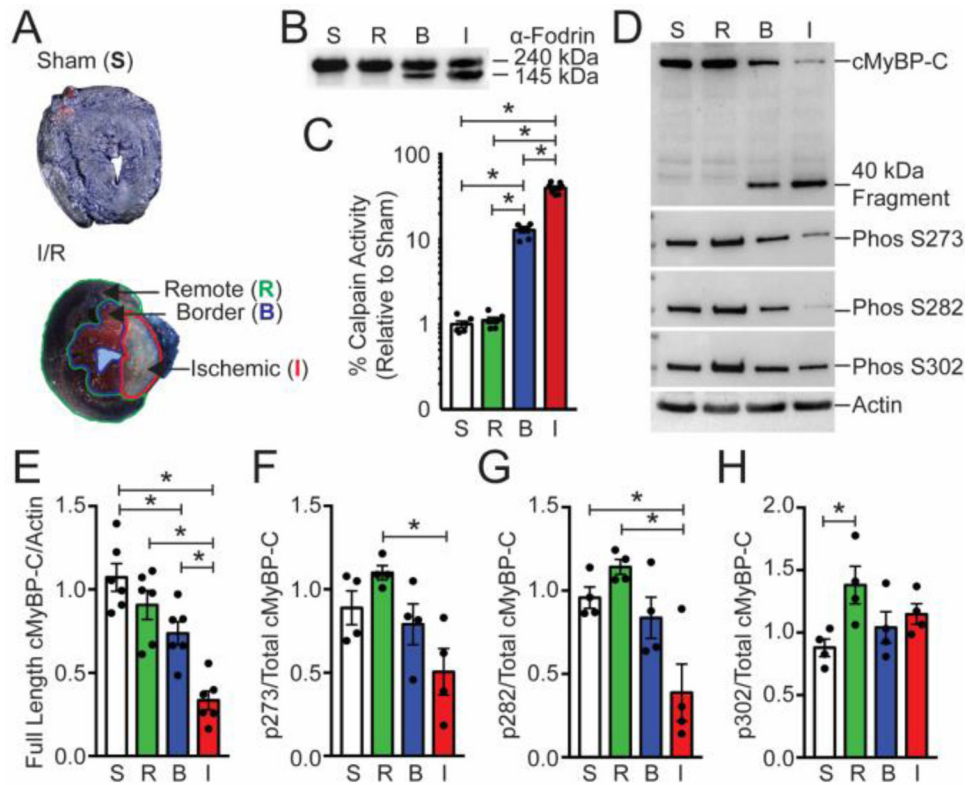 A
Sham (S)
I/R
Remote (R)
Border (B)
Ischemic (I)
B
S R B I
α-Fodrin
240 kDa
145 kDa
C
% Calpain Activity
(Relative to Sham)
100
10
1
0
* * * * *
S R B I
D
S R B I
cMyBP-C
40 kDa
Fragment
Phos S273
Phos S282
Phos S302
Actin
E
Full Length cMyBP-C/Actin
1.5
1.0
0.5
0.0
* * * *
S R B I
F
p273/Total cMyBP-C
1.5
1.0
0.5
0.0
*
S R B I
G
p282/Total cMyBP-C
1.5
1.0
0.5
0.0
* *
S R B I
H
p302/Total cMyBP-C
2.0
1.5
1.0
0.5
0.0
*
S R B I